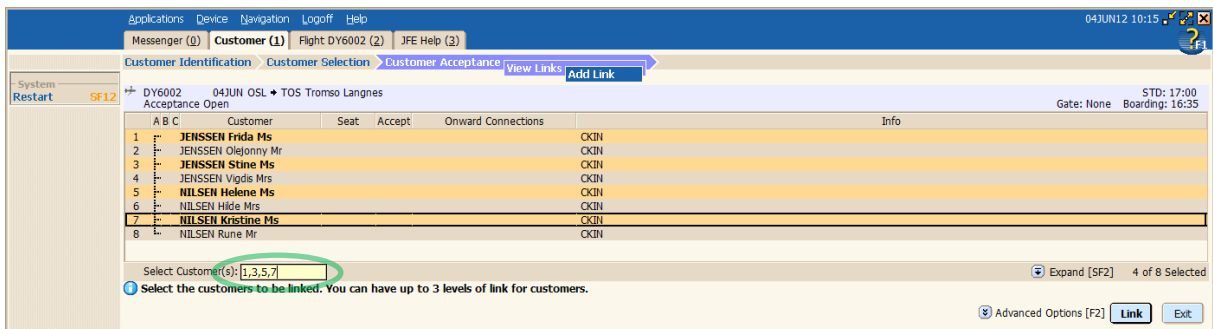 Applications Device Navigation Logoff Help 04JUN12 10:15
Messenger (0) Customer (1) Flight DY6002 (2) JFE Help (3) ? F1
Customer Identification Customer Selection Customer Acceptance View Links Add Link
System
Restart SF12
DY6002 04JUN OSL TOS Tromso Langnes STD: 17:00
Acceptance Open Gate: None Boarding: 16:35
A B C Customer Seat Accept Onward Connections Info
1 JENSSEN Frida Ms CKIN
2 JENSSEN Olejonny Mr CKIN
3 JENSSEN Stine Ms CKIN
4 JENSSEN Vigdis Mrs CKIN
5 NILSEN Helene Ms CKIN
6 NILSEN Hilde Mrs CKIN
7 NILSEN Kristine Ms CKIN
8 NILSEN Rune Mr CKIN
Select Customer(s): 1,3,5,7 Expand [SF2] 4 of 8 Selected
Select the customers to be linked. You can have up to 3 levels of link for customers.
Advanced Options [F2] Link Exit